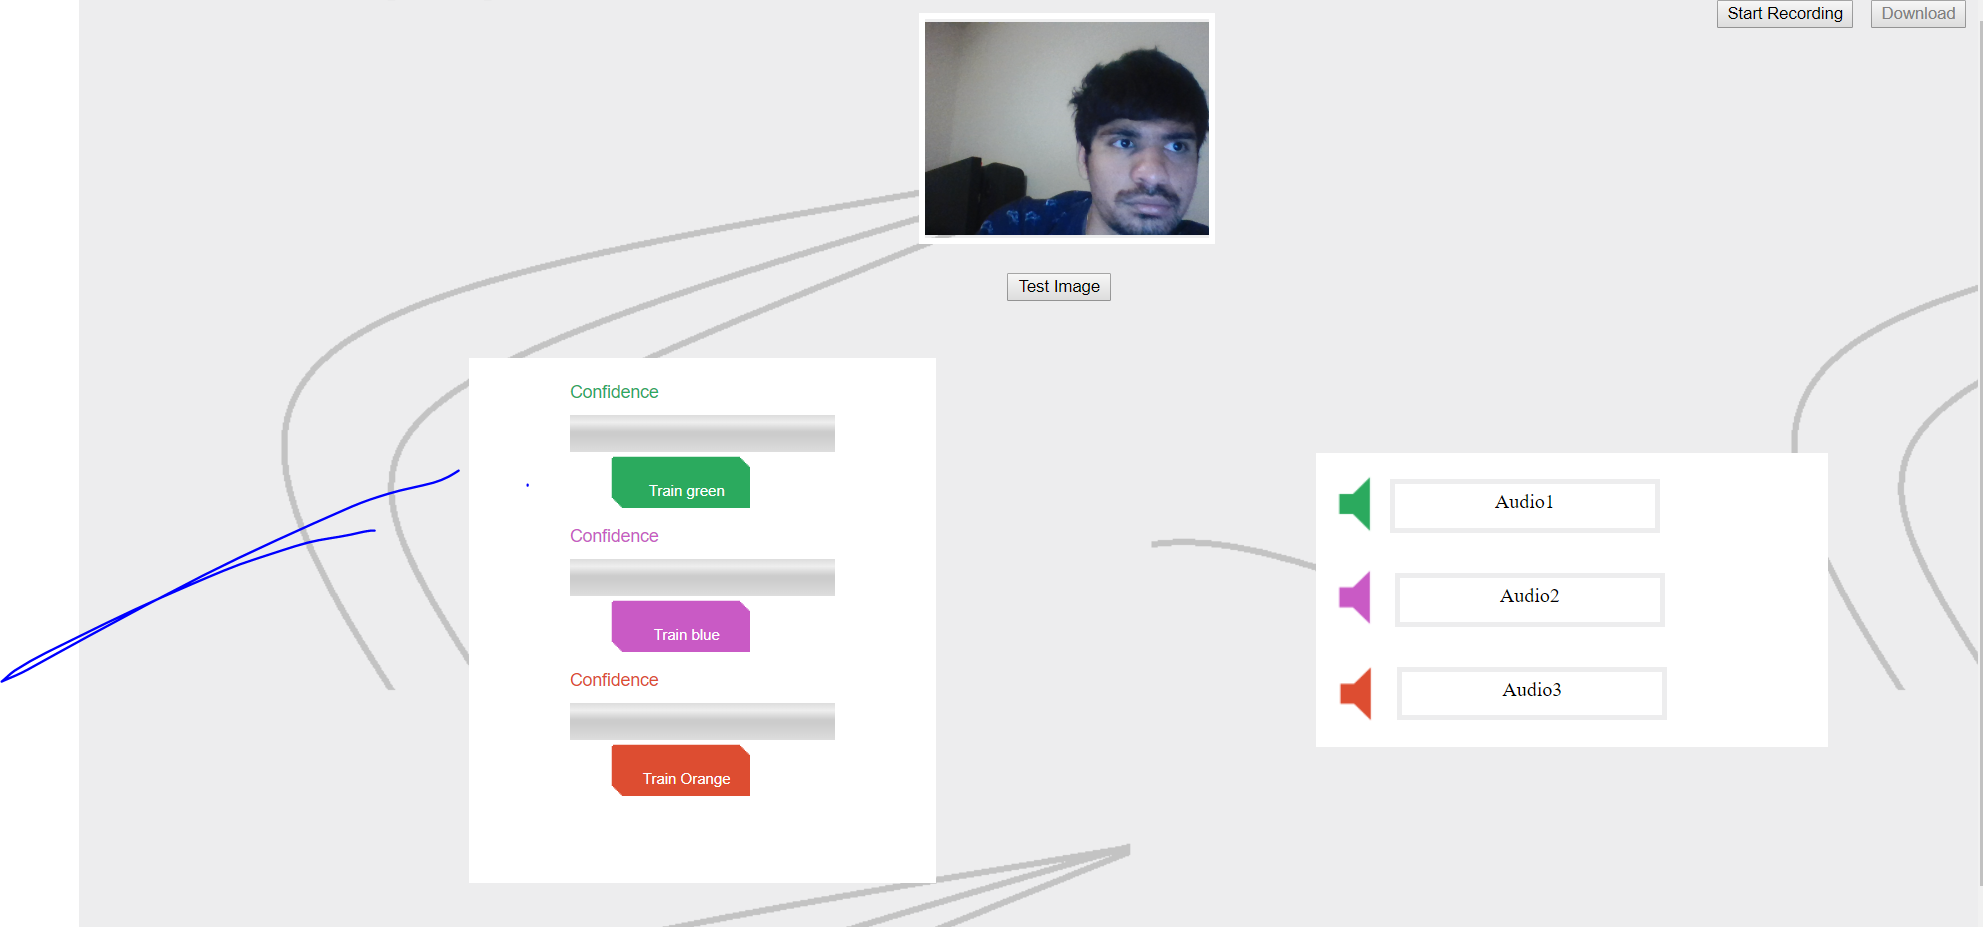 Start Recording
Download
Test Image
Confidence
Train green
Confidence
Train blue
Confidence
Train Orange
Audio1
Audio2
Audio3